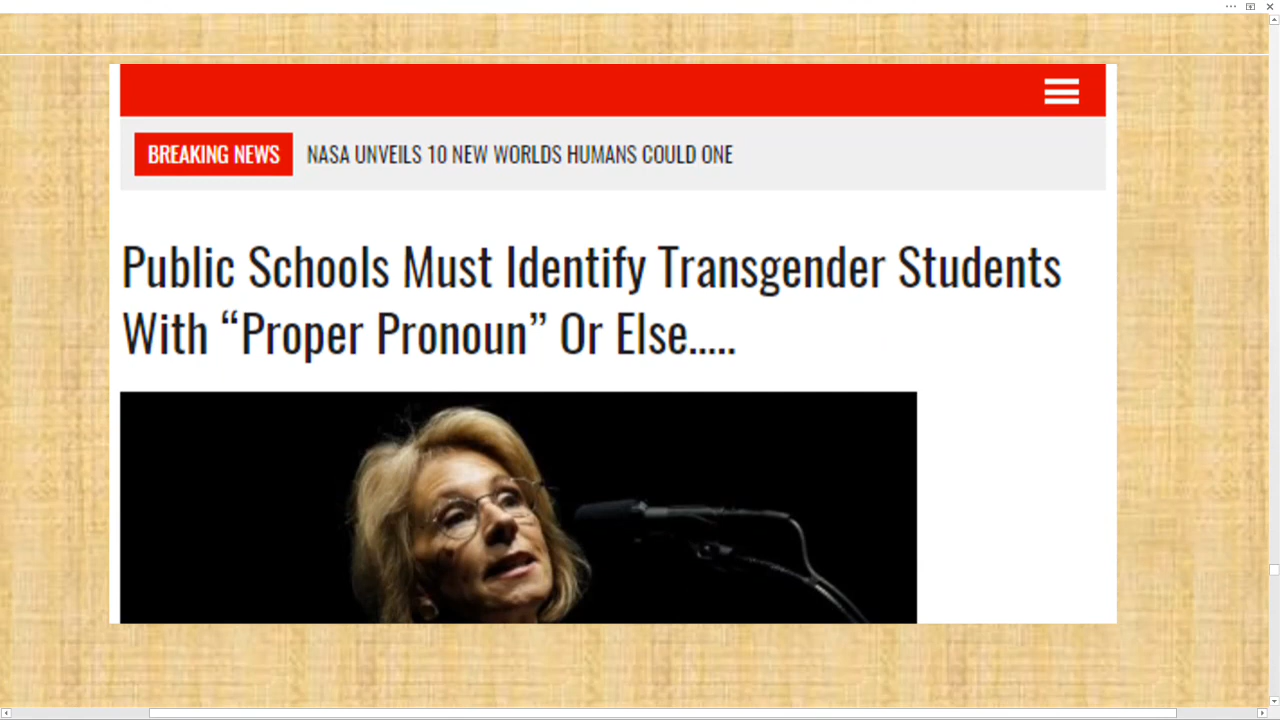 BREAKING NEWS NASA UNVEILS 10 NEW WORLDS HUMANS COULD ONE
Public Schools Must Identify Transgender Students
With “Proper Pronoun” Or Else.....